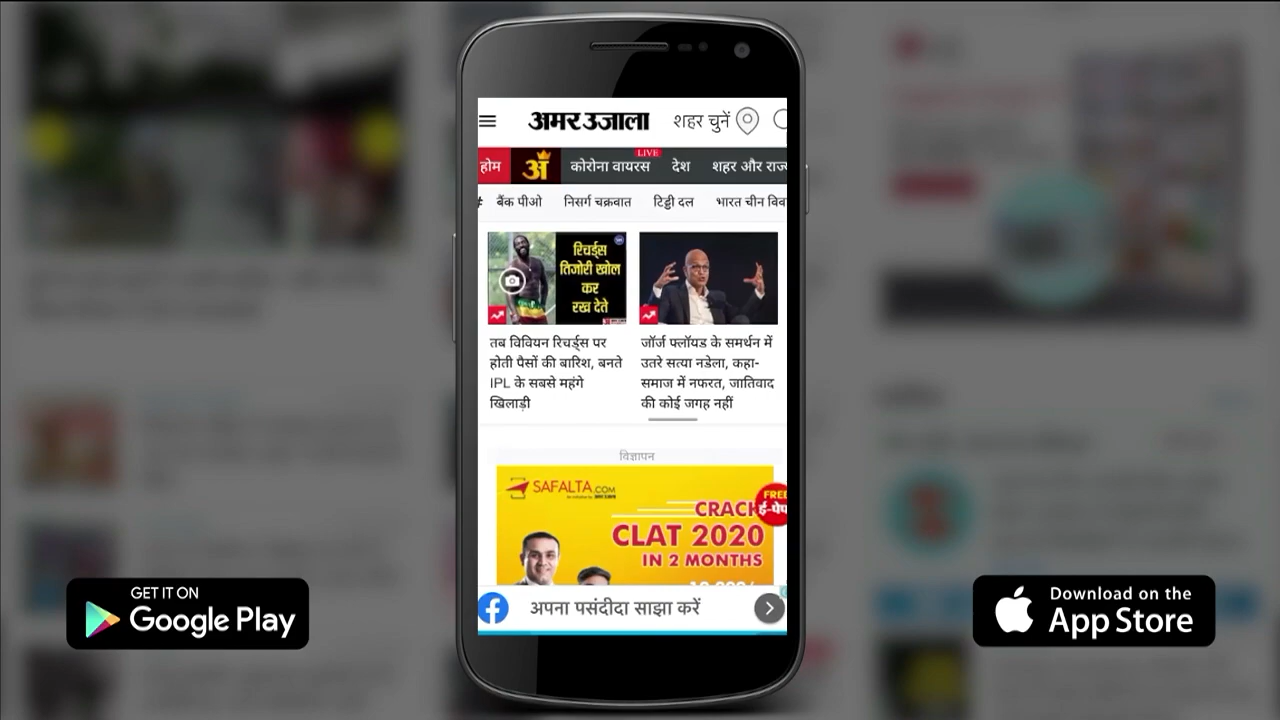 अमर उजाला
शहर चुनें
LIVE
होम
अ
कोरोना वायरस
देश
शहर और राज्य
#
बैंक पीओ
निसर्ग चक्रवात
टिड्डी दल
भारत चीन विवा
रिचर्ड्स
तिजोरी खोल
कर
रख देते
तब विवियन रिचर्ड्स पर
होती पैसों की बारिश, बनते
IPL के सबसे महंगे
खिलाड़ी
जॉर्ज फ्लॉयड के समर्थन में
उतरे सत्या नडेला, कहा-
समाज में नफरत, जातिवाद
की कोई जगह नहीं
विज्ञापन
SAFALTA.COM
CRACK
FREE
ई-पेप
CLAT 2020
IN 2 MONTHS
अपना पसंदीदा साझा करें
GET IT ON
Google Play
Download on the
App Store